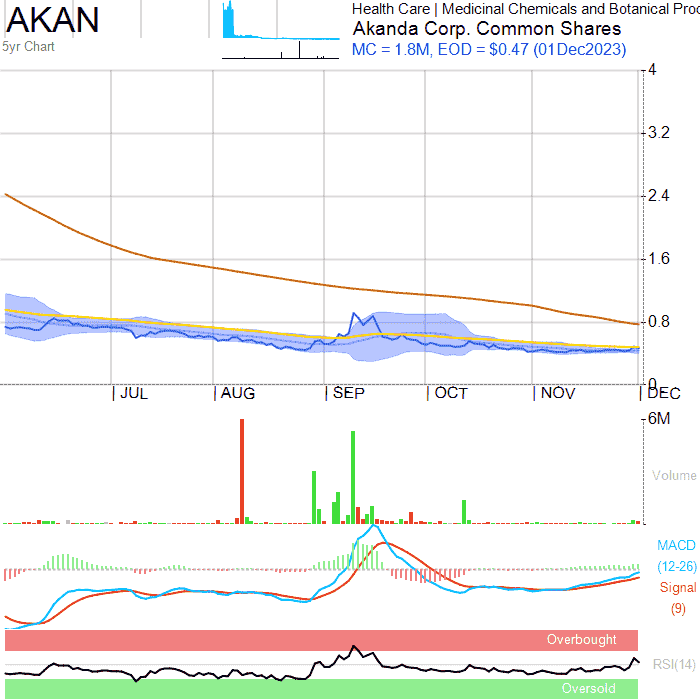 AKAN
5yr Chart
Health Care | Medicinal Chemicals and Botanical Proc
Akanda Corp. Common Shares
MC = 1.8M, EOD = $0.47 (01Dec2023)
4
3.2
2.4
1.6
0.8
0
JUL AUG SEP OCT NOV DEC
6M
Volume
MACD
(12-26)
Signal
(9)
Overbought
RSI(14)
Oversold